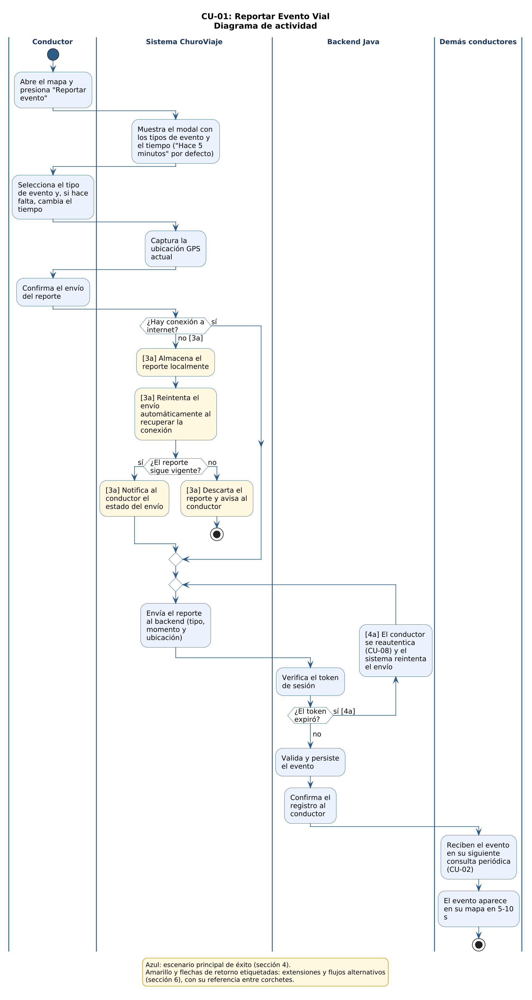 CU-01: Reportar Evento Vial
Diagrama de actividad
Conductor
Sistema ChuroViaje
Backend Java
Demás conductores
Abre el mapa y
presiona "Reportar
evento"
Muestra el modal con
los tipos de evento y
el tiempo ("Hace 5
minutos" por defecto)
Selecciona el tipo
de evento y, si hace
falta, cambia el
tiempo
Captura la
ubicación GPS
actual
Confirma el envío
del reporte
¿Hay conexión a
internet?
sí
no [3a]
[3a] Almacena el
reporte localmente
[3a] Reintenta el
envío
automáticamente al
recuperar la
conexión
sí
¿El reporte
sigue vigente?
no
[3a] Notifica al
conductor el
estado del envío
[3a] Descarta el
reporte y avisa al
conductor
Envía el reporte
al backend (tipo,
momento y
ubicación)
[4a] El conductor
se reautentica
(CU-08) y el
sistema reintenta
el envío
Verifica el token
de sesión
¿El token
expiró?
sí [4a]
no
Valida y persiste
el evento
Confirma el
registro al
conductor
Reciben el evento
en su siguiente
consulta periódica
(CU-02)
El evento aparece
en su mapa en 5-10
s
Azul: escenario principal de éxito (sección 4).
Amarillo y flechas de retorno etiquetadas: extensiones y flujos alternativos
(sección 6), con su referencia entre corchetes.